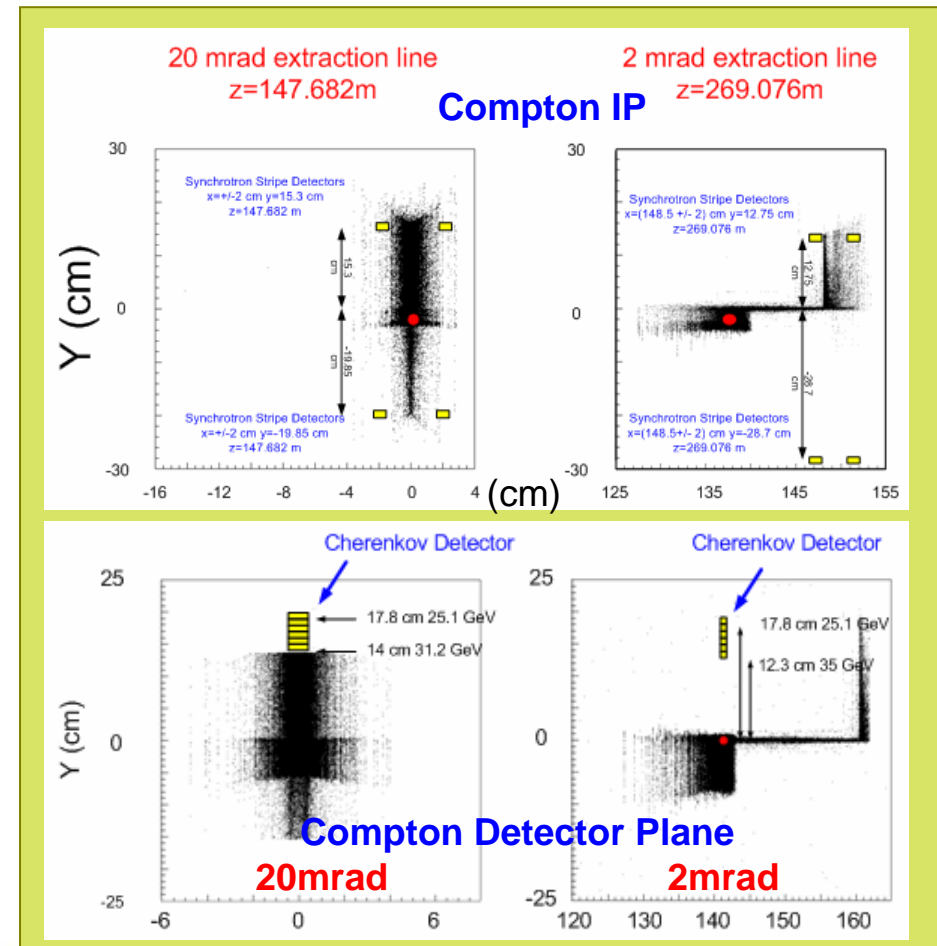 20 mrad extraction line
z=147.682m
2 mrad extraction line
z=269.076m
Compton IP
30
Synchrotron Stripe Detectors
x=+/-2 cm y=15.3 cm
z=147.682 m
15.3
cm
Y (cm)
0
-19.85
cm
Synchrotron Stripe Detectors
x=+/-2 cm y=-19.85 cm
z=147.682 m
-30
-16
-12
-8
-4
0
4
(cm)
30
Synchrotron Stripe Detectors
x=(148.5 +/- 2) cm y=12.75 cm
z=269.076 m
12.75
cm
0
-28.7
cm
Synchrotron Stripe Detectors
x=(148.5+/- 2) cm y=-28.7 cm
z=269.076 m
-30
125
135
145
155
Cherenkov Detector
25
17.8 cm 25.1 GeV
14 cm 31.2 GeV
Y (cm)
0
-25
-6
0
6
Cherenkov Detector
25
17.8 cm 25.1 GeV
12.3 cm 35 GeV
0
-25
120
130
140
150
160
Compton Detector Plane
20mrad
2mrad